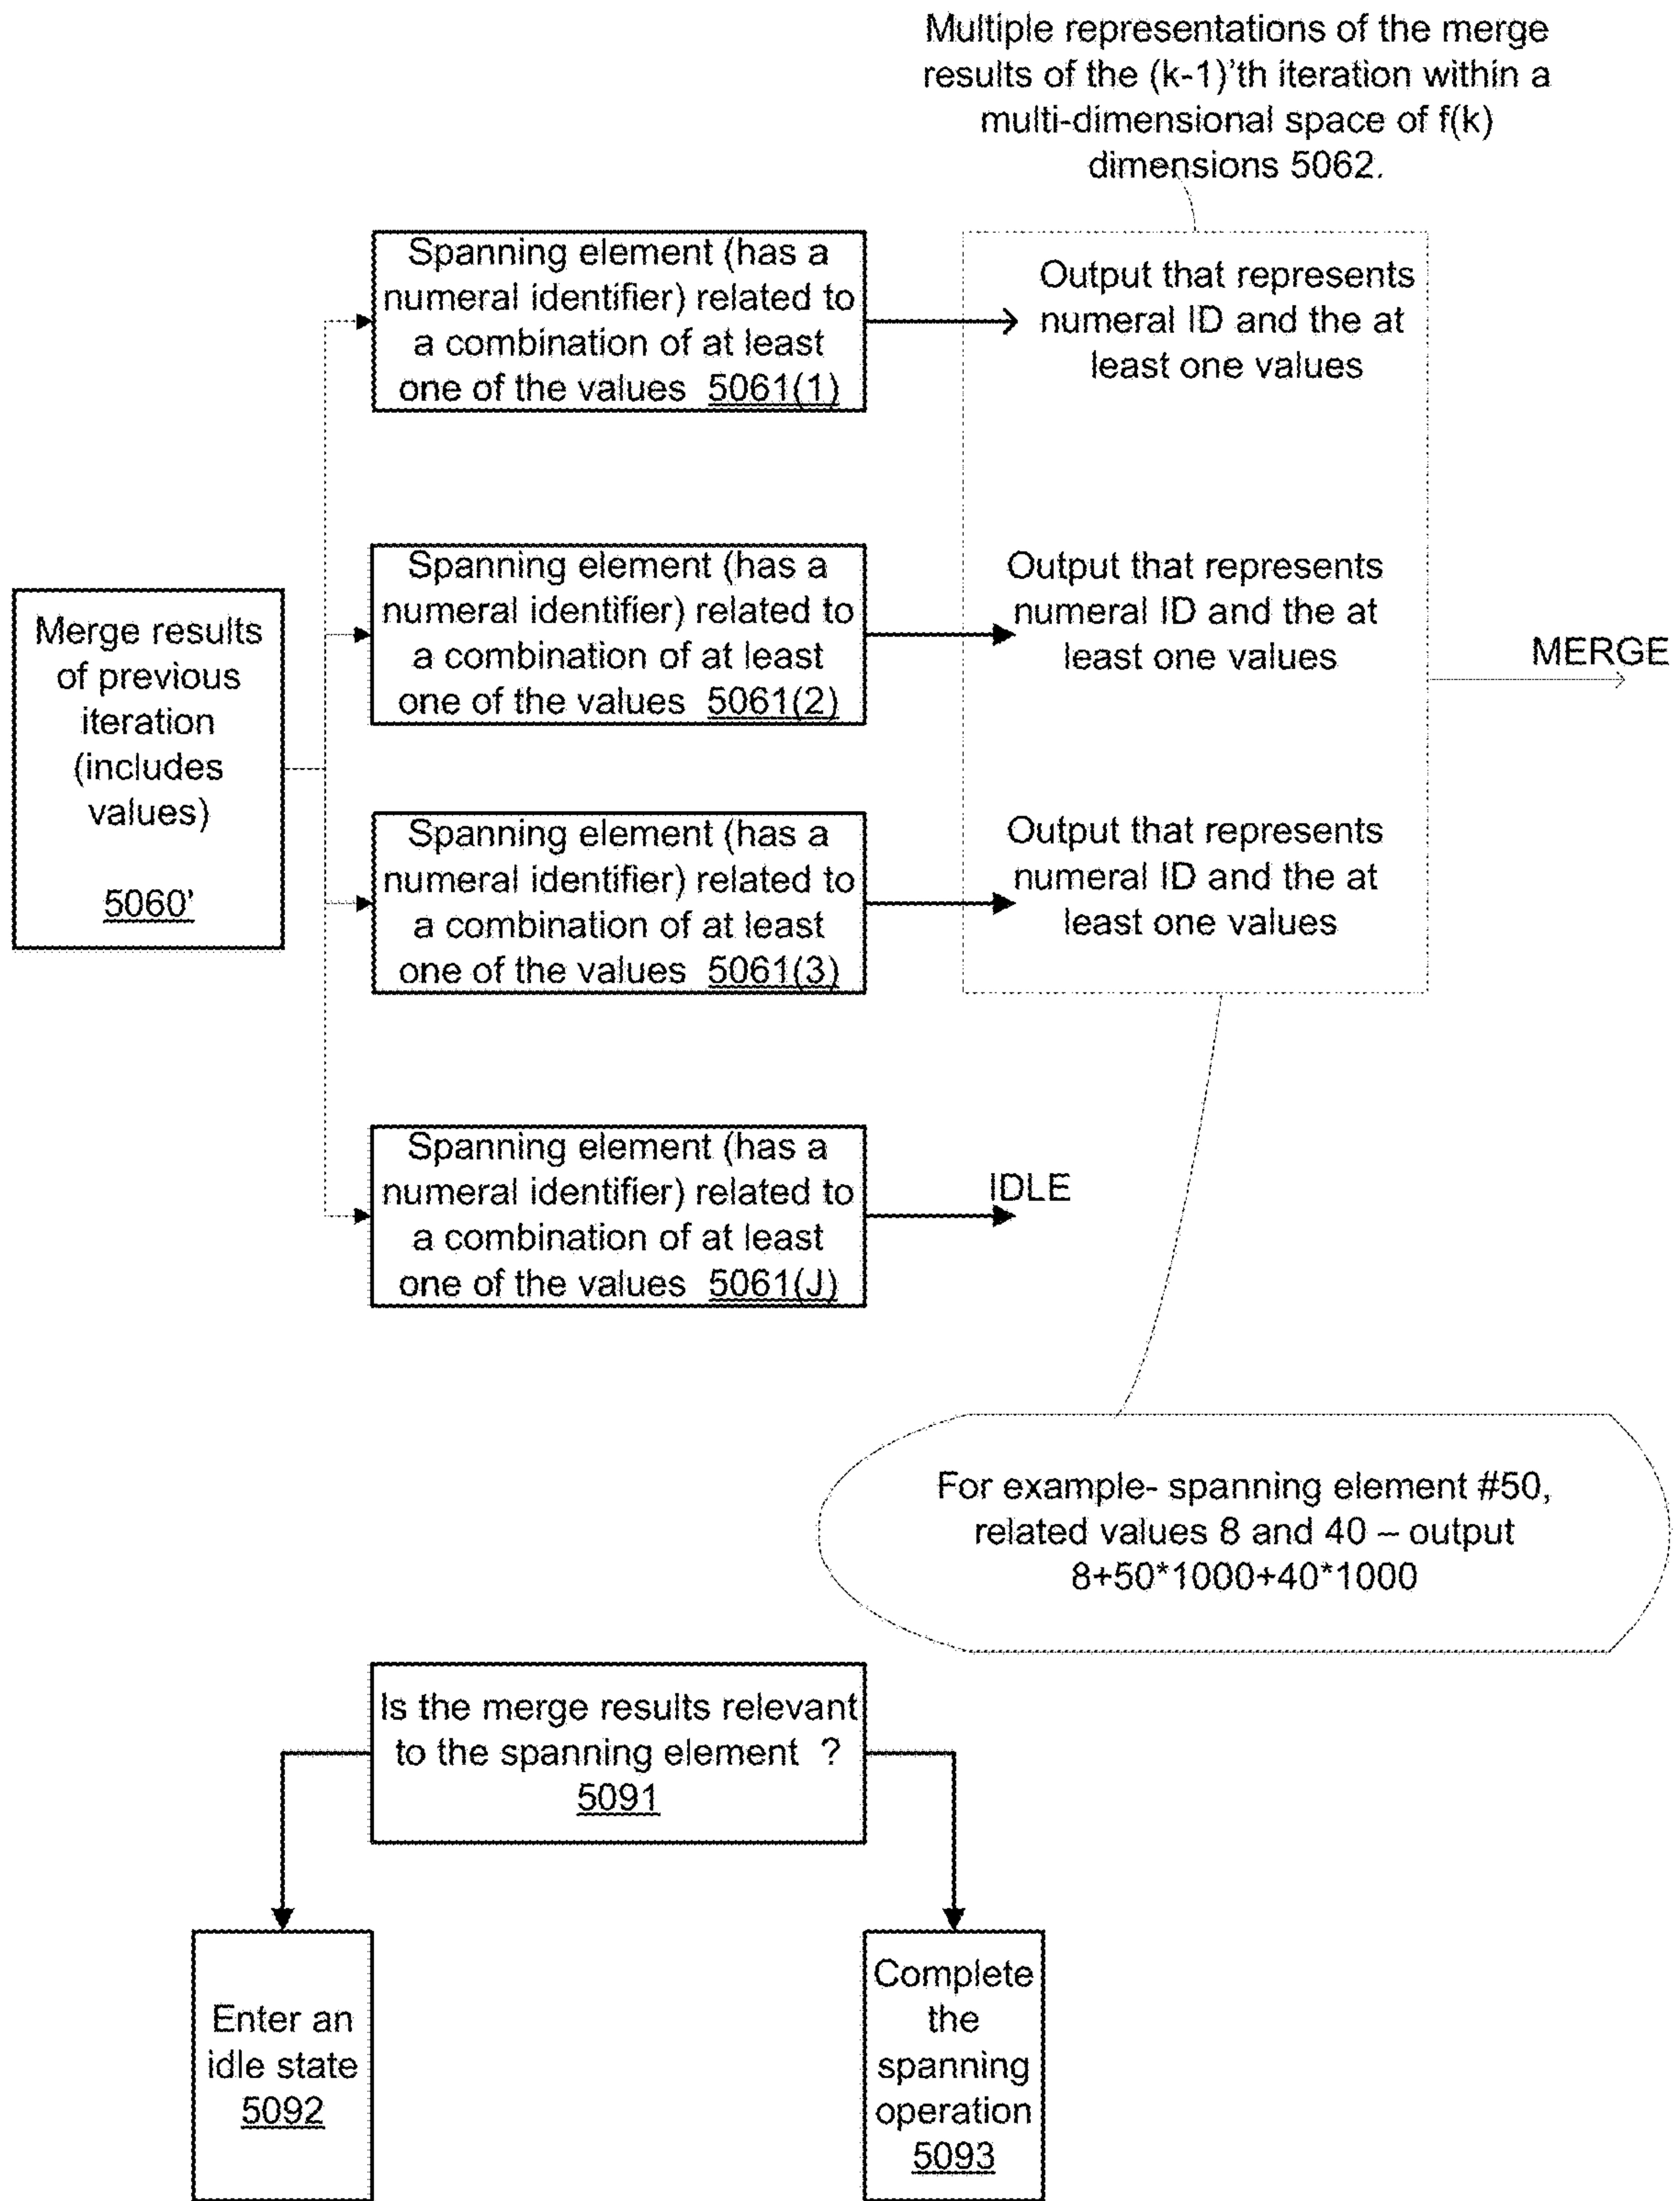 Multiple representations of the merge
results of the (k-1)'th iteration within a
multi-dimensional space of f(k)
dimensions 5062.
Spanning element (has a
numeral identifier) related to
a combination of at least
one of the values 5061(1)
Output that represents
numeral ID and the at
least one values
Merge results
of previous
iteration
(includes
values)
5060'
Spanning element (has a
numeral identifier) related to
a combination of at least
one of the values 5061(2)
Output that represents
numeral ID and the at
least one values
MERGE
Spanning element (has a
numeral identifier) related to
a combination of at least
one of the values 5061(3)
Output that represents
numeral ID and the at
least one values
Spanning element (has a
numeral identifier) related to
a combination of at least
one of the values 5061(J)
IDLE
For example- spanning element #50,
related values 8 and 40 – output
8+50*1000+40*1000
Is the merge results relevant
to the spanning element ?
5091
Enter an
idle state
5092
Complete
the
spanning
operation
5093